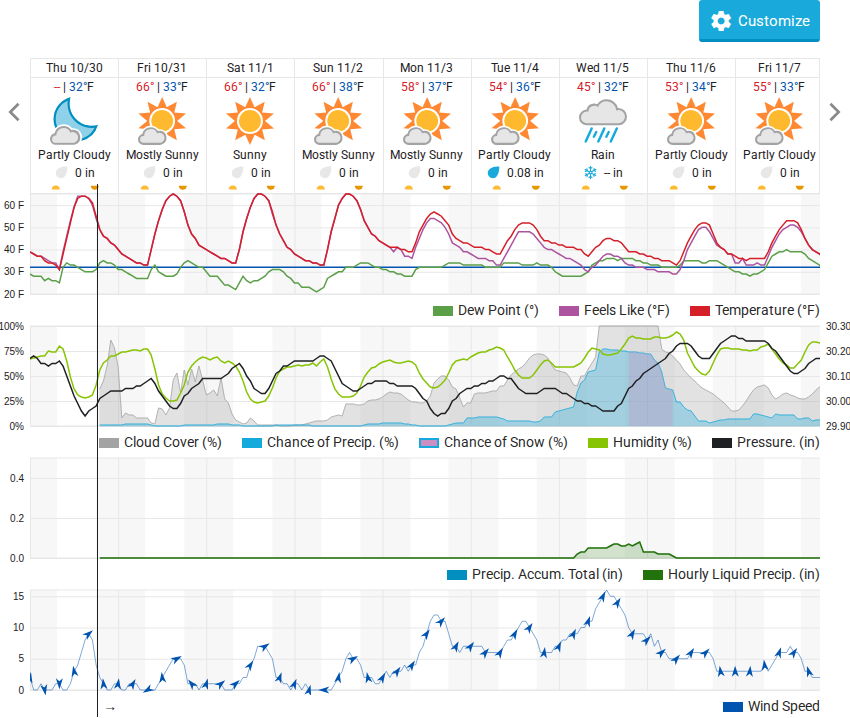 Customize
Thu 10/30 Fri 10/31 Sat 11/1 Sun 11/2 Mon 11/3 Tue 11/4 Wed 11/5 Thu 11/6 Fri 11/7
-- | 32°F 66° | 33°F 66° | 32°F 66° | 38°F 58° | 37°F 54° | 36°F 45° | 32°F 53° | 34°F 55° | 33°F
Partly Cloudy Mostly Sunny Sunny Mostly Sunny Mostly Sunny Partly Cloudy Rain Partly Cloudy Partly Cloudy
0 in 0 in 0 in 0 in 0 in 0.08 in -- in 0 in 0 in
60 F
50 F
40 F
30 F
20 F
Dew Point (°) Feels Like (°F) Temperature (°F)
100% 30.30
75% 30.20
50% 30.10
25% 30.00
0% 29.90
Cloud Cover (%) Chance of Precip. (%) Chance of Snow (%) Humidity (%) Pressure. (in)
0.4
0.2
0.0
Precip. Accum. Total (in) Hourly Liquid Precip. (in)
15
10
5
0
→
Wind Speed